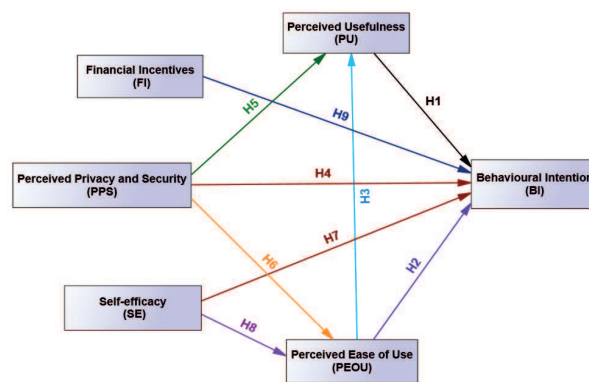 Perceived Usefulness
(PU)
Financial Incentives
(FI)
H5
H1
H9
Perceived Privacy and Security
(PPS)
H4
H3
Behavioural Intention
(BI)
H7
H6
H2
Self-efficacy
(SE)
H8
Perceived Ease of Use
(PEOU)